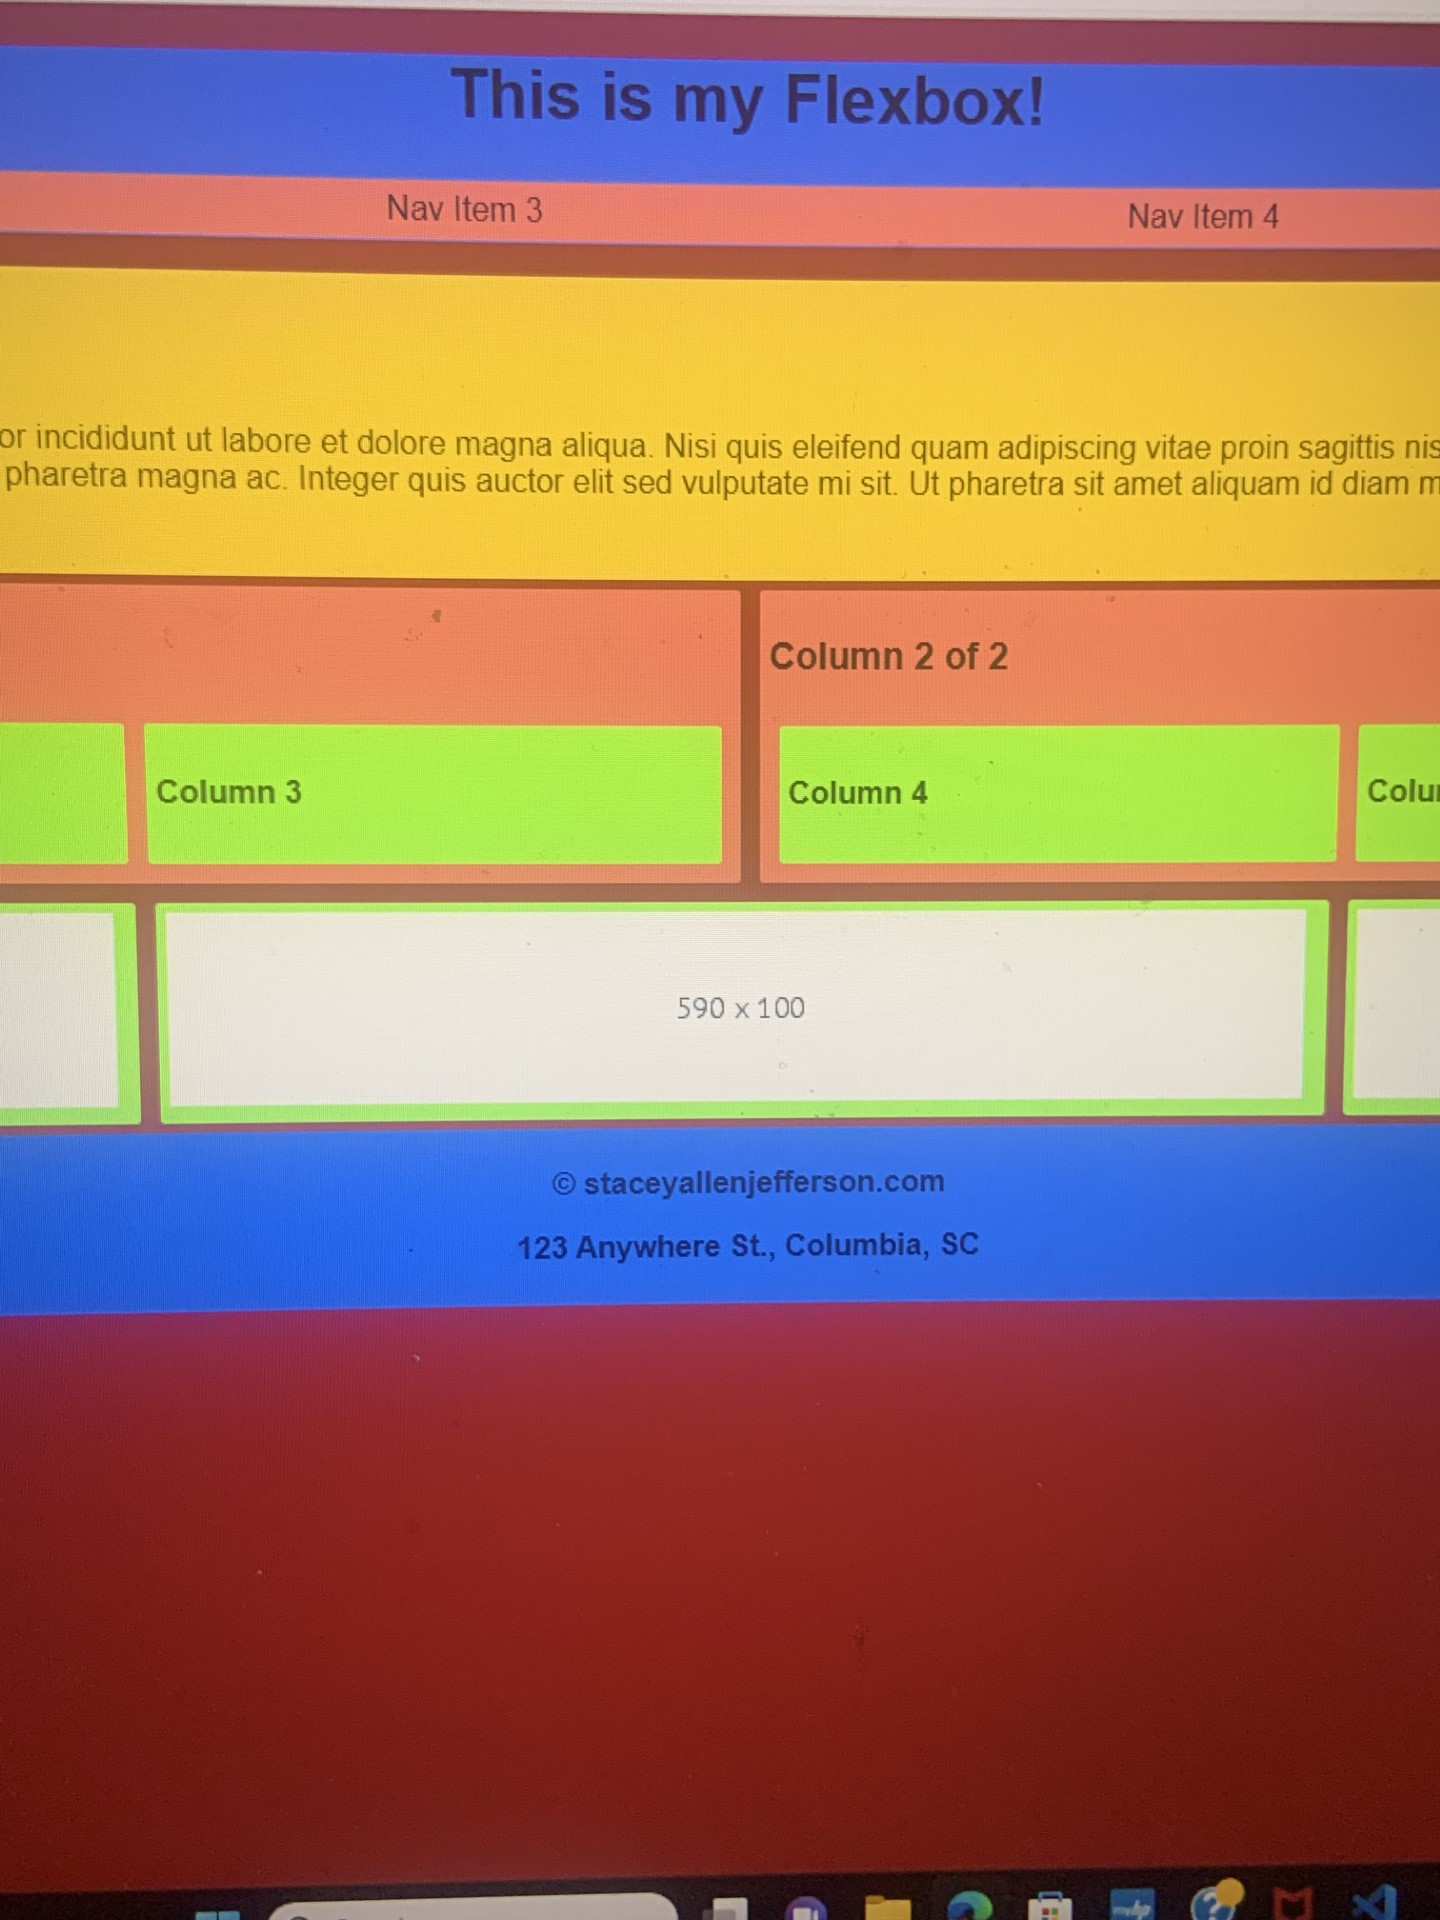 This is my Flexbox!
Nav Item 3 Nav Item 4
incididunt ut labore et dolore magna aliqua. Nisi quis eleifend quam adipiscing vitae proin sagittis
pharetra magna ac. Integer quis auctor elit sed vulputate mi sit. Ut pharetra sit amet aliquam id diam
Column 2 of 2
Column 3 Column 4
590 x 100
© staceyallenjefferson.com
123 Anywhere St., Columbia, SC